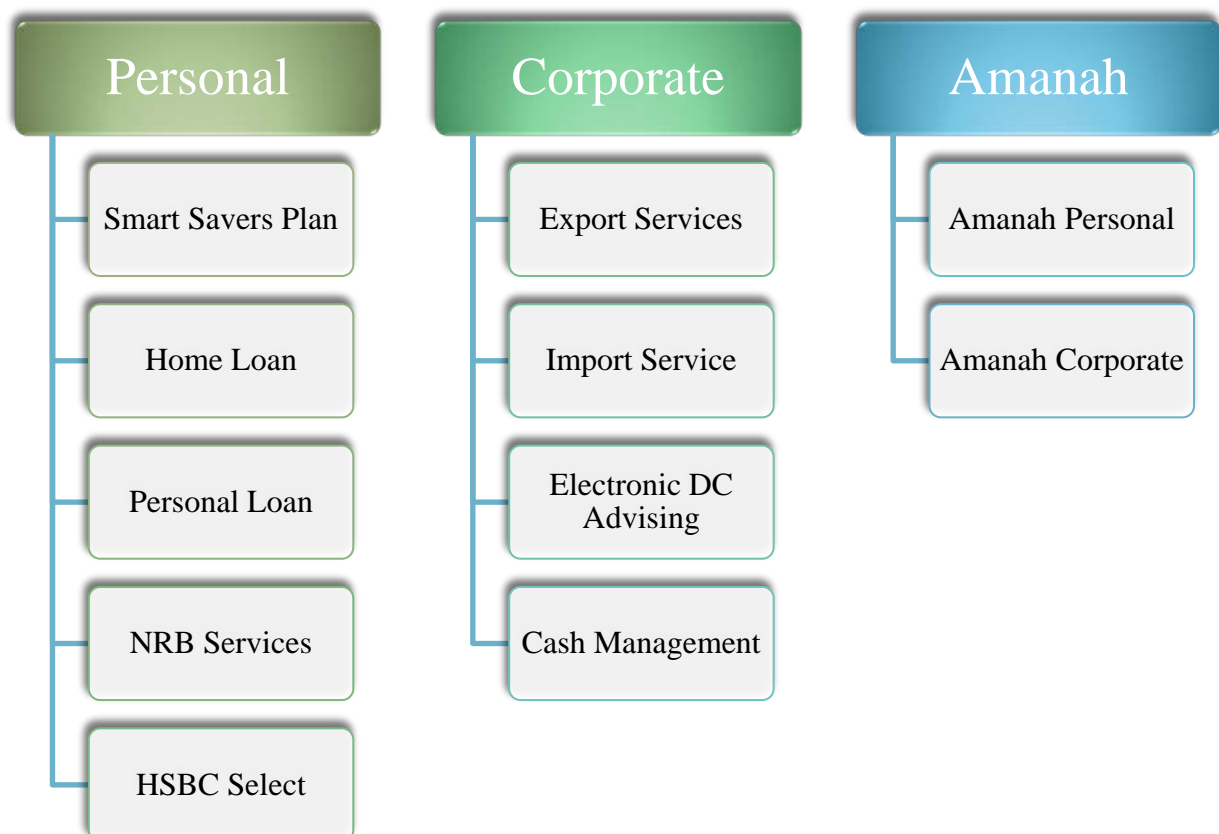 Personal
Smart Savers Plan
Home Loan
Personal Loan
NRB Services
HSBC Select
Corporate
Export Services
Import Service
Electronic DC
Advising
Cash Management
Amanah
Amanah Personal
Amanah Corporate